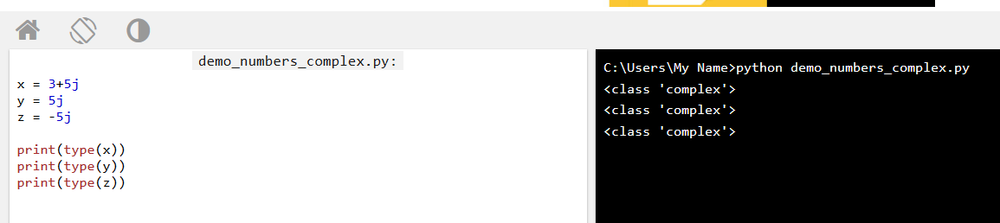 demo_numbers_complex.py:
x = 3+5j
y = 5j
z = -5j
print(type(x))
print(type(y))
print(type(z))
C:\Users\My Name>python demo_numbers_complex.py
<class 'complex'>
<class 'complex'>
<class 'complex'>